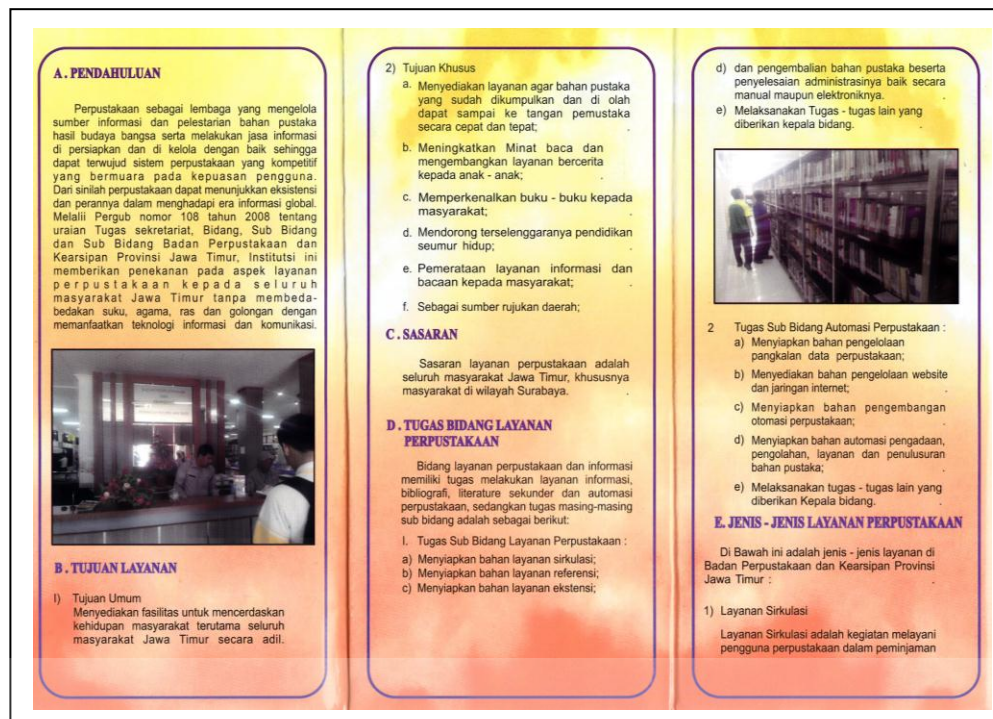 A . PENDAHULUAN
Perpustakaan sebagai lembaga yang mengelola
sumber informasi dan pelestarian bahan pustaka
hasil budaya bangsa serta melakukan jasa informasi
di persiapkan dan di kelola dengan baik sehingga
dapat terwujud sistem perpustakaan yang kompetitif
yang bermuara pada kepuasan pengguna.
Dari sinilah perpustakaan dapat menunjukkan eksistensi
dan perannya dalam menghadapi era informasi global.
Melalii Pergub nomor 108 tahun 2008 tentang
uraian Tugas sekretariat, Bidang, Sub Bidang
dan Sub Bidang Badan Perpustakaan dan
Kearsipan Provinsi Jawa Timur, Institutsi ini
memberikan penekanan pada aspek layanan
perpustakaan kepada seluruh
masyarakat Jawa Timur tanpa membeda-
bedakan suku, agama, ras dan golongan dengan
memanfaatkan teknologi informasi dan komunikasi.
B . TUJUAN LAYANAN
I) Tujuan Umum
Menyediakan fasilitas untuk mencerdaskan
kehidupan masyarakat terutama seluruh
masyarakat Jawa Timur secara adil.
2) Tujuan Khusus
a. Menyediakan layanan agar bahan pustaka
yang sudah dikumpulkan dan di olah
dapat sampai ke tangan pemustaka
secara cepat dan tepat; .
b. Meningkatkan Minat baca dan
mengembangkan layanan bercerita
kepada anak - anak; .
c. Memperkenalkan buku - buku kepada
masyarakat; .
d. Mendorong terselenggaranya pendidikan
seumur hidup; .
e. Pemerataan layanan informasi dan
bacaan kepada masyarakat; .
f. Sebagai sumber rujukan daerah;
C . SASARAN
Sasaran layanan perpustakaan adalah
seluruh masyarakat Jawa Timur, khususnya
masyarakat di wilayah Surabaya. .
D . TUGAS BIDANG LAYANAN
PERPUSTAKAAN
Bidang layanan perpustakaan dan informasi
memiliki tugas melakukan layanan informasi,
bibliografi, literature sekunder dan automasi
perpustakaan, sedangkan tugas masing-masing
sub bidang adalah sebagai berikut:
I. Tugas Sub Bidang Layanan Perpustakaan :
a) Menyiapkan bahan layanan sirkulasi;
b) Menyiapkan bahan layanan referensi;
c) Menyiapkan bahan layanan ekstensi;
d) dan pengembalian bahan pustaka beserta
penyelesaian administrasinya baik secara
manual maupun elektroniknya. .
e) Melaksanakan Tugas - tugas lain yang
diberikan kepala bidang. .
2 Tugas Sub Bidang Automasi Perpustakaan :
a) Menyiapkan bahan pengelolaan
pangkalan data perpustakaan;
b) Menyediakan bahan pengelolaan website
dan jaringan internet; .
c) Menyiapkan bahan pengembangan
otomasi perpustakaan; .
d) Menyiapkan bahan automasi pengadaan,
pengolahan, layanan dan penulusuran
bahan pustaka; .
e) Melaksanakan tugas - tugas lain yang
diberikan Kepala bidang. .
E. JENIS - JENIS LAYANAN PERPUSTAKAAN
Di Bawah ini adalah jenis - jenis layanan di
Badan Perpustakaan dan Kearsipan Provinsi
Jawa Timur : .
1) Layanan Sirkulasi
Layanan Sirkulasi adalah kegiatan melayani
pengguna perpustakaan dalam peminjaman